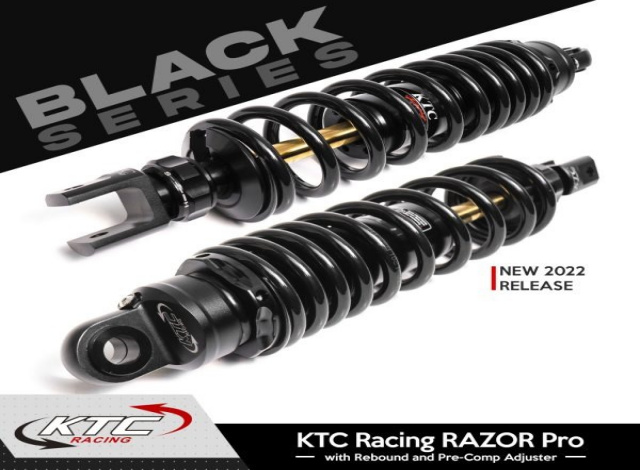 BLACK
SERIES
KTC
KTC
NEW 2022
RELEASE
KTC
RACING
KTC Racing RAZOR Pro
with Rebound and Pre-Comp Adjuster